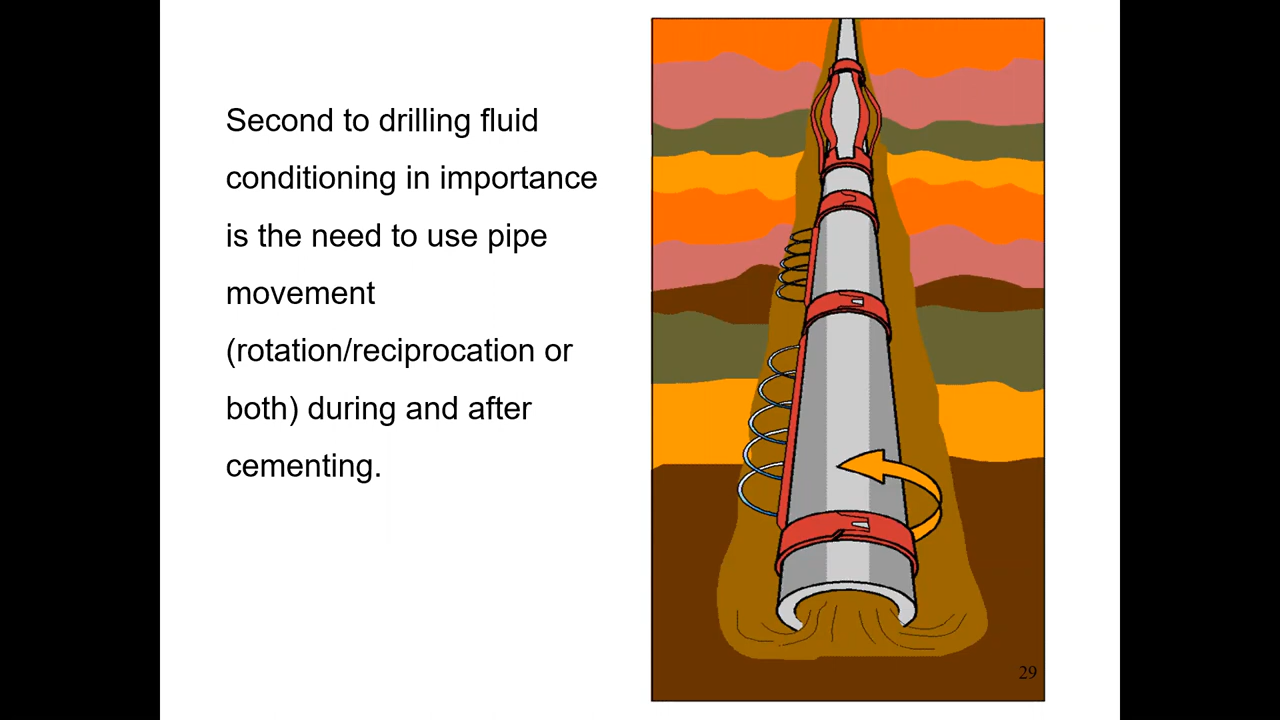 Second to drilling fluid
conditioning in importance
is the need to use pipe
movement
(rotation/reciprocation or
both) during and after
cementing.
29